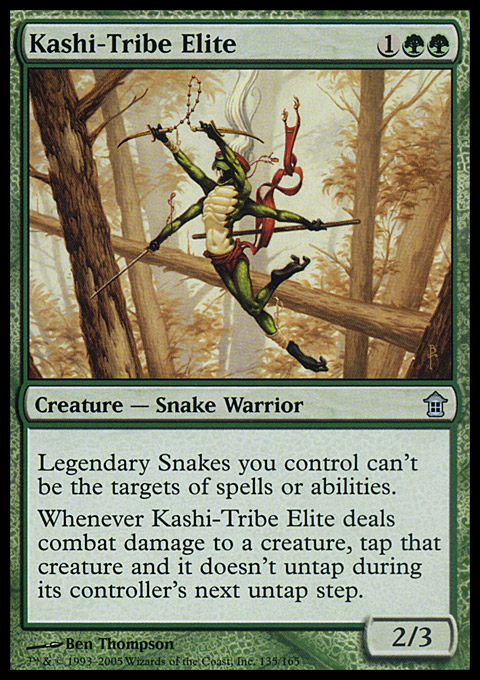 Kashi-Tribe Elite 1
Creature — Snake Warrior
Legendary Snakes you control can't
be the targets of spells or abilities.
Whenever Kashi-Tribe Elite deals
combat damage to a creature, tap that
creature and it doesn't untap during
its controller's next untap step.
Ben Thompson
™ & © 1993–2005 Wizards of the Coast, Inc. 135/165
2/3